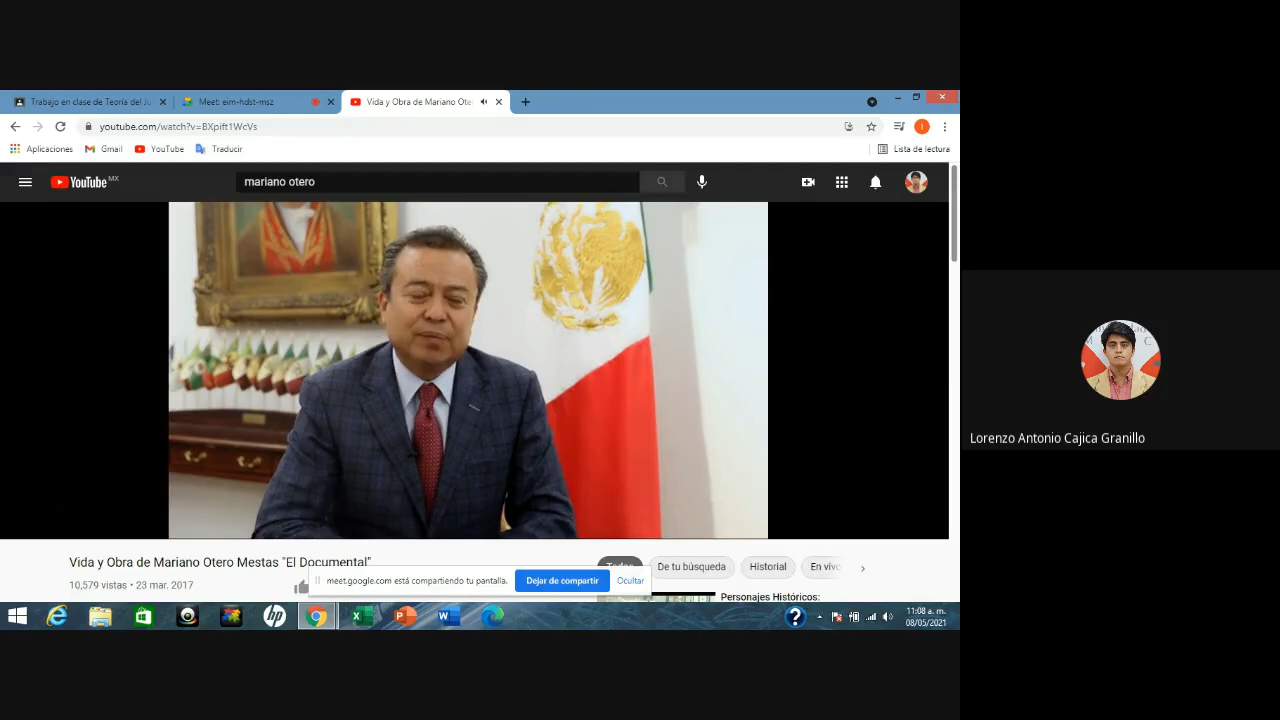 Trabajo en clase de Teoría del Ju
Meet: eim-hdst-msz
Vida y Obra de Mariano Oter
youtube.com/watch?v=BXpift1WcVs
Aplicaciones
Gmail
YouTube
Traducir
Lista de lectura
YouTube MX
mariano otero
Lorenzo Antonio Cajica Granillo
Vida y Obra de Mariano Otero Mestas "El Documental"
10,579 vistas • 23 mar. 2017
Todos
De tu búsqueda
Historial
En vivo
meet.google.com está compartiendo tu pantalla.
Dejar de compartir
Ocultar
Personajes Históricos:
11:08 a. m.
08/05/2021